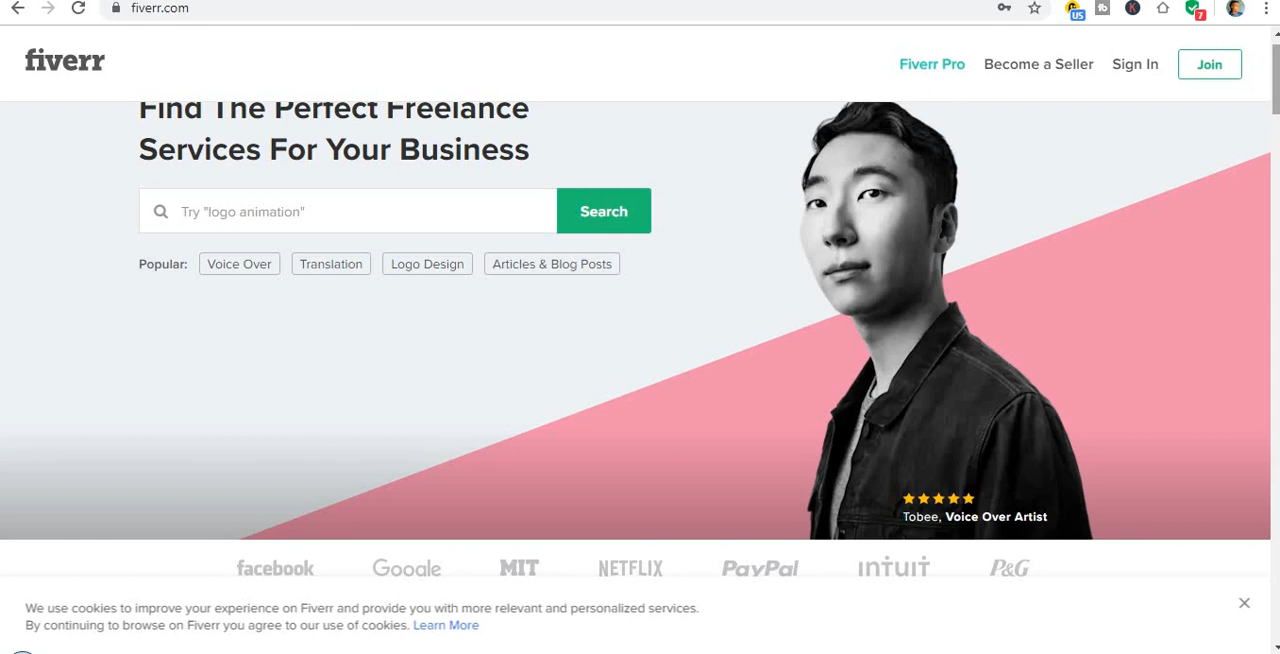 fiverr.com
US
7
fiverr
Fiverr Pro
Become a Seller
Sign In
Join
Find The Perfect Freelance
Services For Your Business
Try "logo animation"
Search
Popular:
Voice Over
Translation
Logo Design
Articles & Blog Posts
Tobee, Voice Over Artist
facebook
Google
MIT
NETFLIX
PayPal
intuit
P&G
We use cookies to improve your experience on Fiverr and provide you with more relevant and personalized services.
By continuing to browse on Fiverr you agree to our use of cookies. Learn More